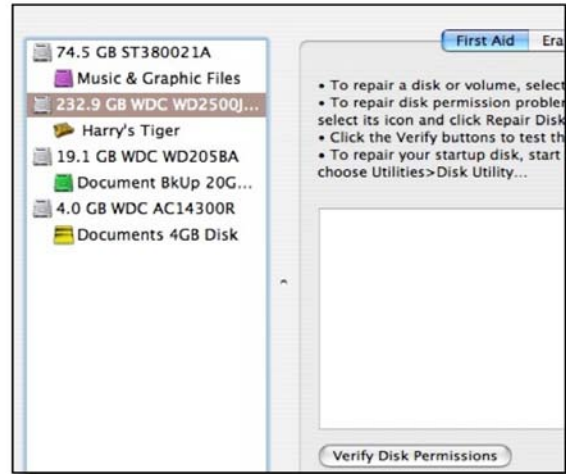 First Aid Era
74.5 GB ST380021A
Music & Graphic Files
232.9 GB WDC WD2500J...
Harry's Tiger
19.1 GB WDC WD205BA
Document BkUp 20G...
4.0 GB WDC AC14300R
Documents 4GB Disk
• To repair a disk or volume, select
• To repair disk permission problem
select its icon and click Repair Disk
• Click the Verify buttons to test th
• To repair your startup disk, start
choose Utilities>Disk Utility...
Verify Disk Permissions